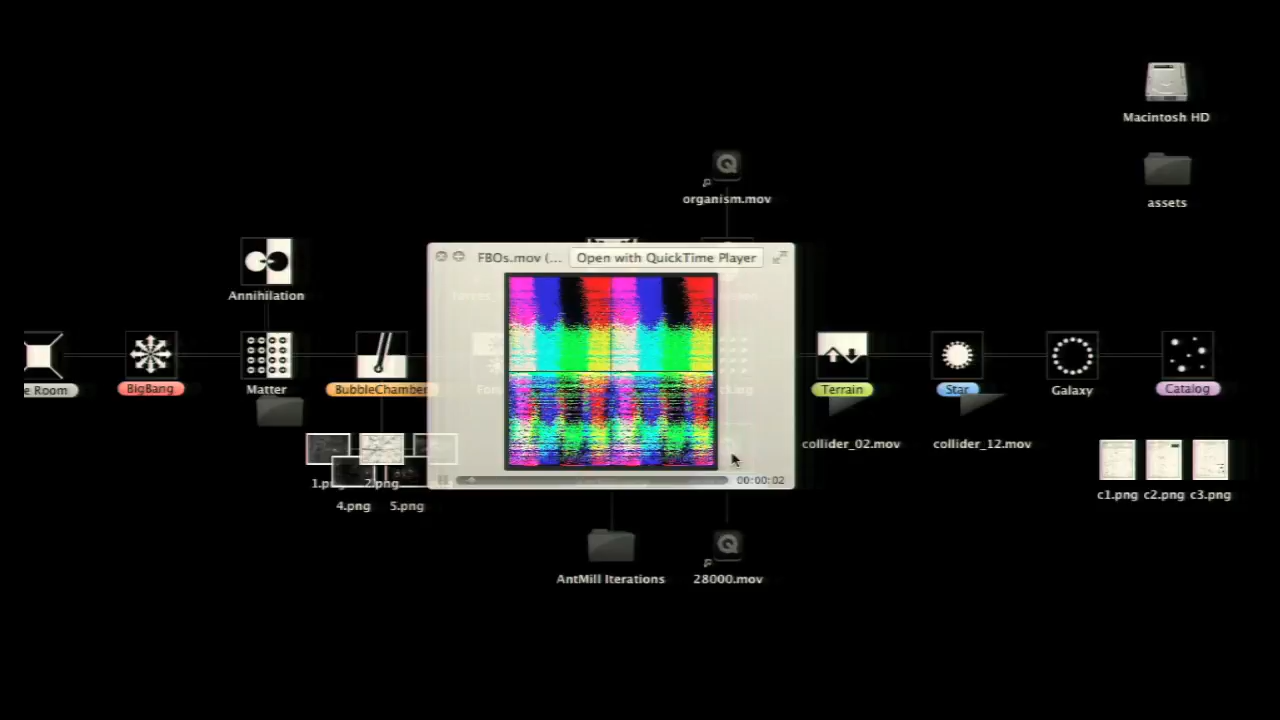 Macintosh HD
organism.mov
assets
FBOs.mov (... Open with QuickTime Player
Annihilation
e Room
BigBang
Matter
BubbleChamber
Terrain
Star
Galaxy
Catalog
collider_02.mov
collider_12.mov
2.png
00:00:02
c1.png c2.png c3.png
4.png
5.png
AntMill Iterations
28000.mov